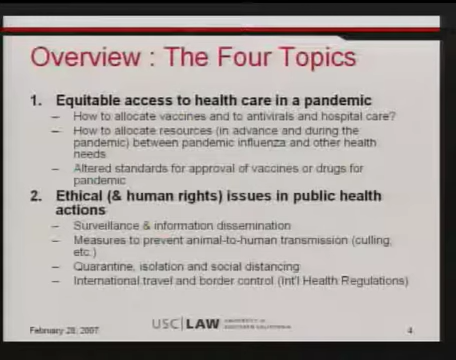 Overview : The Four Topics
1. Equitable access to health care in a pandemic
– How to allocate vaccines and to antivirals and hospital care?
– How to allocate resources (in advance and during the
pandemic) between pandemic influenza and other health
needs
– Altered standards for approval of vaccines or drugs for
pandemic
2. Ethical (& human rights) issues in public health
actions
– Surveillance & information dissemination
– Measures to prevent animal-to-human transmission (culling,
etc.)
– Quarantine, isolation and social distancing
– International travel and border control (Int'l Health Regulations)
February 28, 2007
USC|LAW UNIVERSITY OF
SOUTHERN CALIFORNIA
4